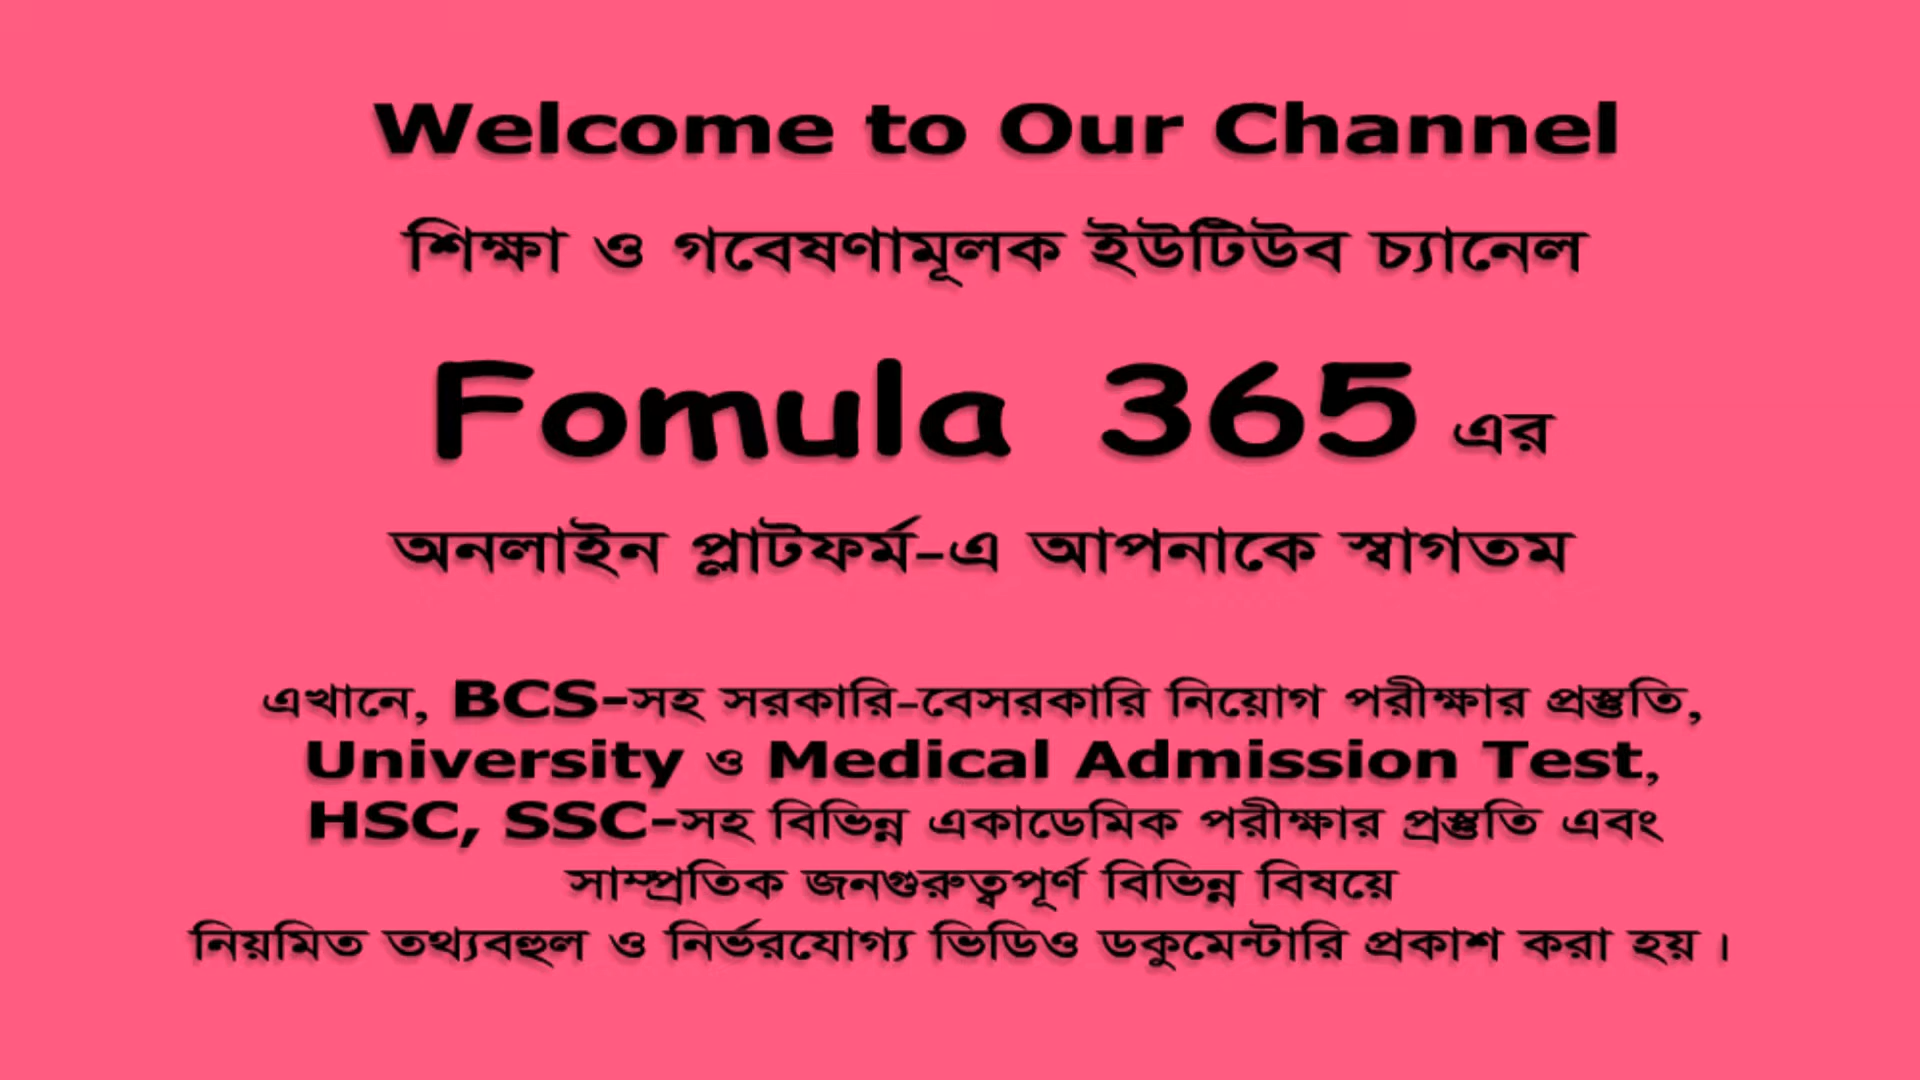 Welcome to Our Channel
শিক্ষা ও গবেষণামূলক ইউটিউব চ্যানেল
Fomula 365 এর
অনলাইন প্লাটফর্ম-এ আপনাকে স্বাগতম
এখানে, BCS-সহ সরকারি-বেসরকারি নিয়োগ পরীক্ষার প্রস্তুতি,
University ও Medical Admission Test,
HSC, SSC-সহ বিভিন্ন একাডেমিক পরীক্ষার প্রস্তুতি এবং
সাম্প্রতিক জনগুরুত্বপূর্ণ বিভিন্ন বিষয়ে
নিয়মিত তথ্যবহুল ও নির্ভরযোগ্য ভিডিও ডকুমেন্টারি প্রকাশ করা হয় ।